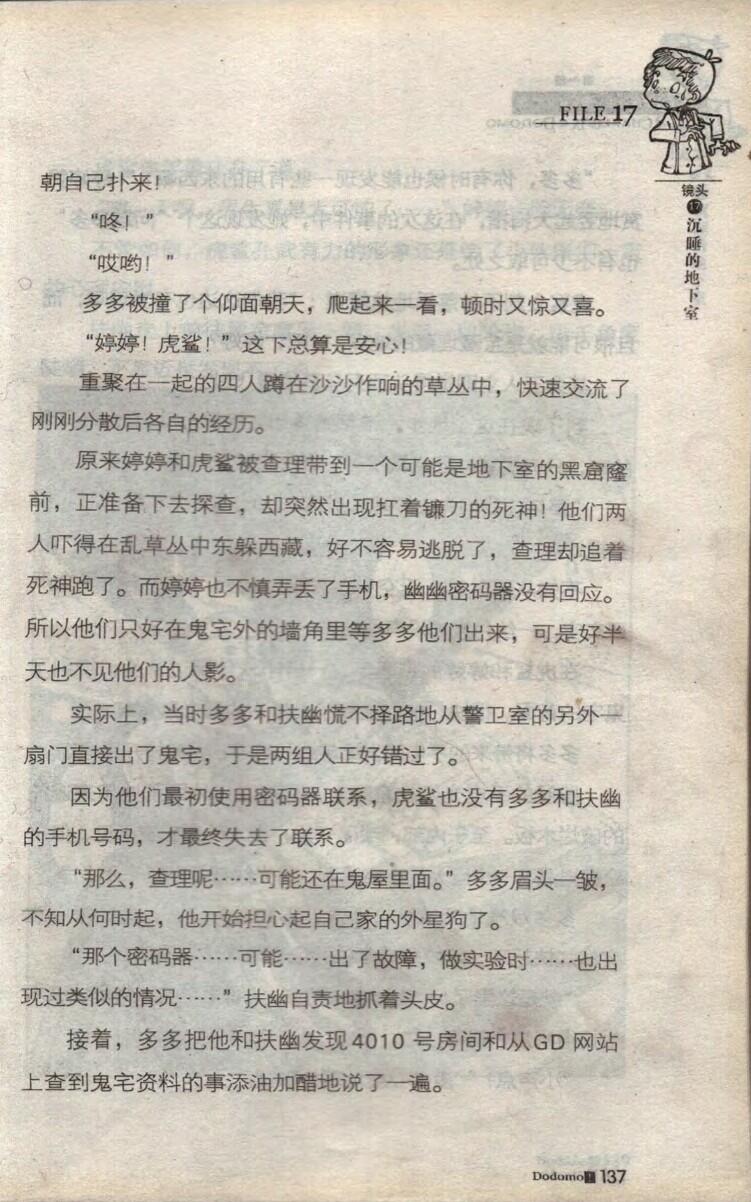 FILE 17
镜头
17
沉睡的地下室
朝自己扑来！
“咚！”
“哎哟！”
多多被撞了个仰面朝天，爬起来一看，顿时又惊又喜。
“婷婷！虎鲨！”这下总算是安心！
重聚在一起的四人蹲在沙沙作响的草丛中，快速交流了
刚刚分散后各自的经历。
原来婷婷和虎鲨被查理带到一个可能是地下室的黑窟窿
前，正准备下去探查，却突然出现扛着镰刀的死神！他们两
人吓得在乱草丛中东躲西藏，好不容易逃脱了，查理却追着
死神跑了。而婷婷也不慎弄丢了手机，幽幽密码器没有回应。
所以他们只好在鬼宅外的墙角里等多多他们出来，可是好半
天也不见他们的人影。
实际上，当时多多和扶幽慌不择路地从警卫室的另外一
扇门直接出了鬼宅，于是两组人正好错过了。
因为他们最初使用密码器联系，虎鲨也没有多多和扶幽
的手机号码，才最终失去了联系。
“那么，查理呢……可能还在鬼屋里面。”多多眉头一皱，
不知从何时起，他开始担心起自己家的外星狗了。
“那个密码器……可能……出了故障，做实验时……也出
现过类似的情况……”扶幽自责地抓着头皮。
接着，多多把他和扶幽发现4010 号房间和从GD 网站
上查到鬼宅资料的事添油加醋地说了一遍。
Dodomo 137